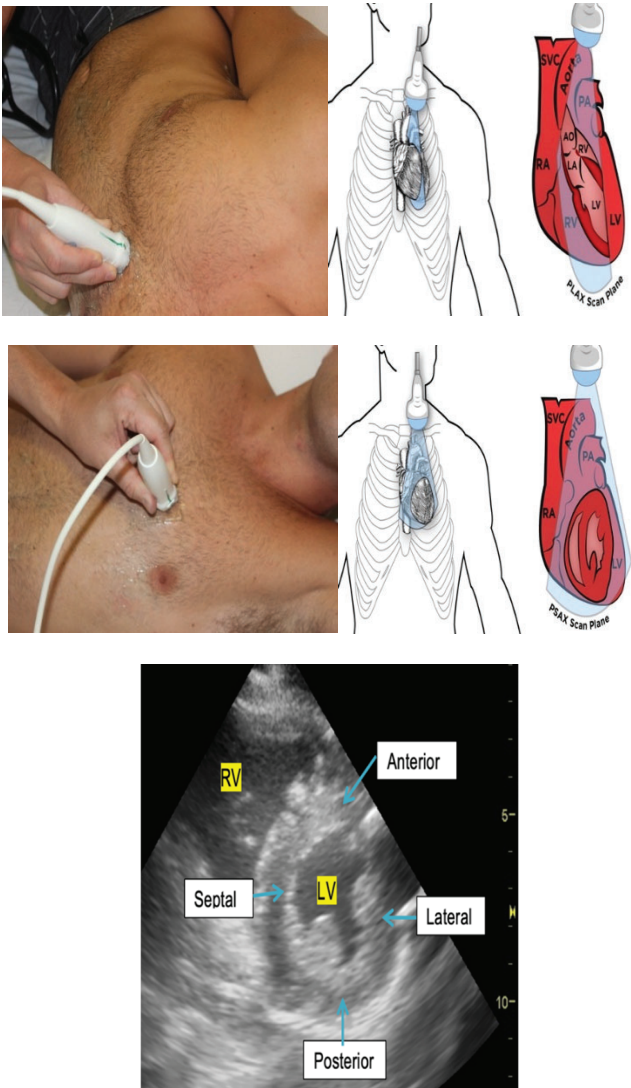 SVC
Aorta
PA
AO
RV
LA
RA
LV
LV
RV
PLAX Scan Plane
SVC
Aorta
PA
RA
LV
PSAX Scan Plane
RV
Anterior
5
Septal
LV
Lateral
10
Posterior